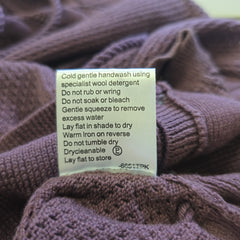 Cold gentle handwash using
specialist wool detergent
Do not rub or wring
Do not soak or bleach
Gentle squeeze to remove
excess water
Lay flat in shade to dry
Warm Iron on reverse
Do not tumble dry
Drycleanable Ⓟ
Lay flat to store